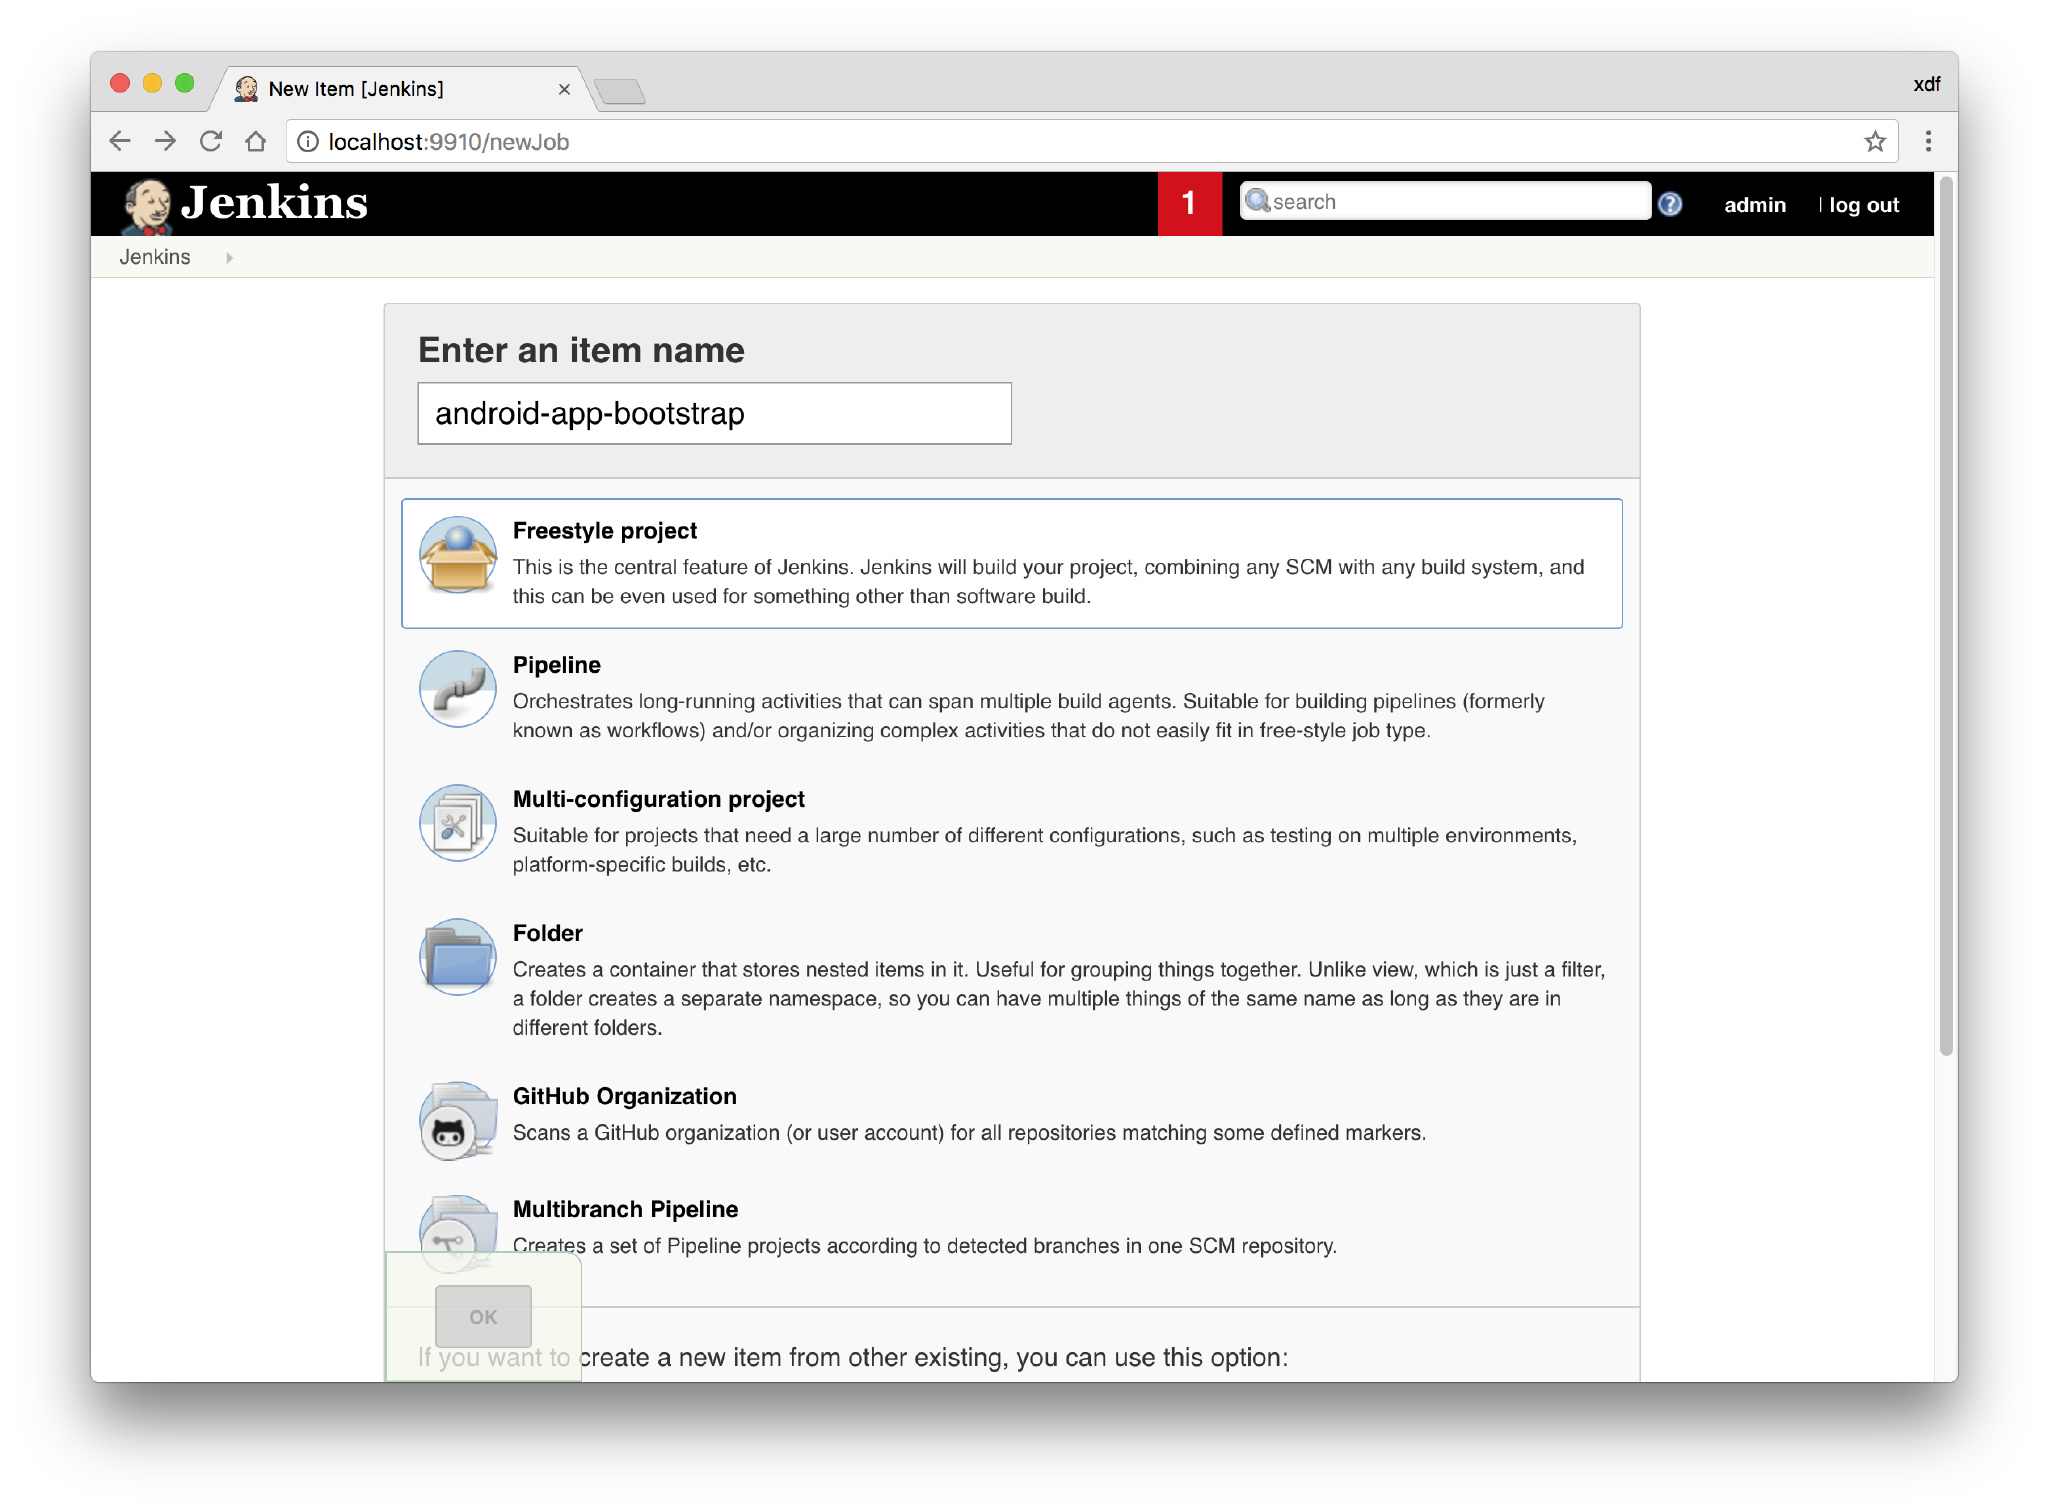 New Item [Jenkins]
xdf
localhost:9910/newJob
Jenkins
1
search
admin
| log out
Jenkins
Enter an item name
android-app-bootstrap
Freestyle project
This is the central feature of Jenkins. Jenkins will build your project, combining any SCM with any build system, and
this can be even used for something other than software build.
Pipeline
Orchestrates long-running activities that can span multiple build agents. Suitable for building pipelines (formerly
known as workflows) and/or organizing complex activities that do not easily fit in free-style job type.
Multi-configuration project
Suitable for projects that need a large number of different configurations, such as testing on multiple environments,
platform-specific builds, etc.
Folder
Creates a container that stores nested items in it. Useful for grouping things together. Unlike view, which is just a filter,
a folder creates a separate namespace, so you can have multiple things of the same name as long as they are in
different folders.
GitHub Organization
Scans a GitHub organization (or user account) for all repositories matching some defined markers.
Multibranch Pipeline
Creates a set of Pipeline projects according to detected branches in one SCM repository.
OK
If you want to create a new item from other existing, you can use this option: